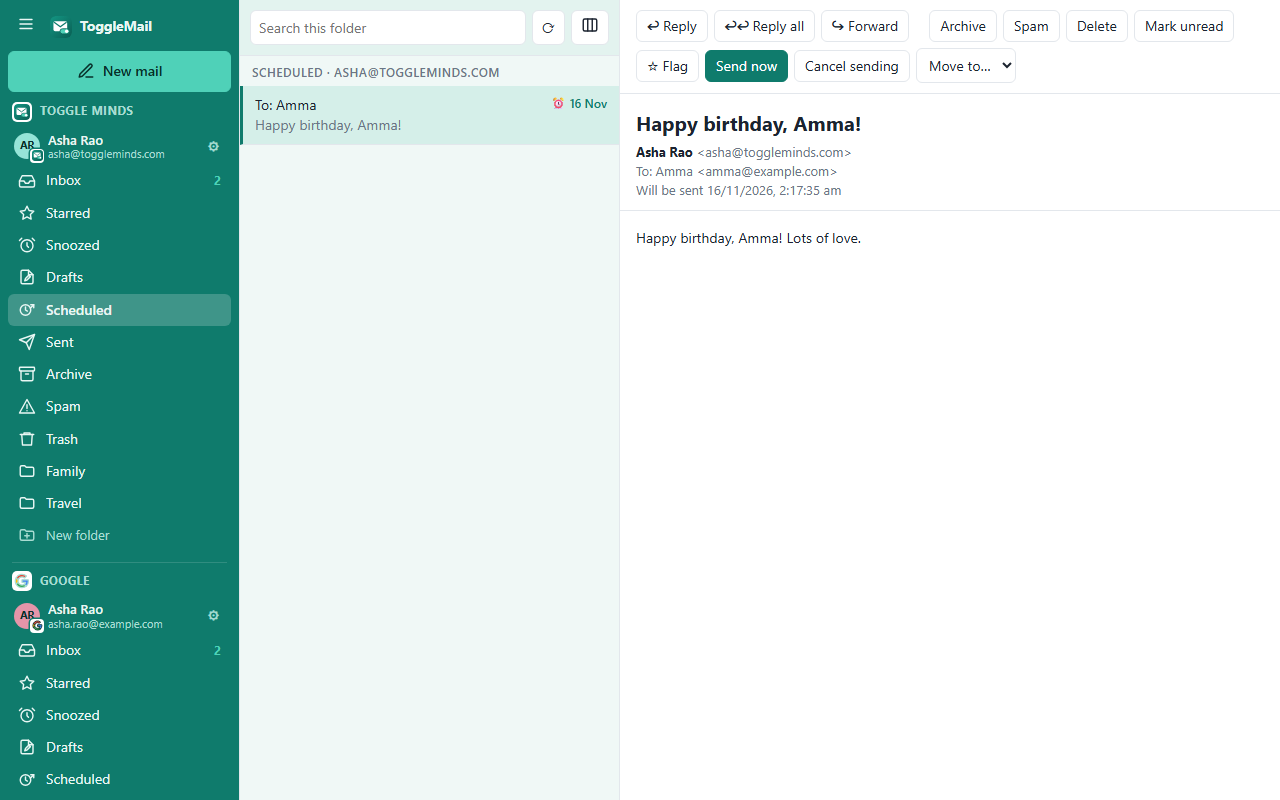 ToggleMail
New mail
TOGGLE MINDS
AR
Asha Rao
asha@toggleminds.com
Inbox 2
Starred
Snoozed
Drafts
Scheduled
Sent
Archive
Spam
Trash
Family
Travel
New folder
GOOGLE
AR
Asha Rao
asha.rao@example.com
Inbox 2
Starred
Snoozed
Drafts
Scheduled
Search this folder
SCHEDULED · ASHA@TOGGLEMINDS.COM
To: Amma 16 Nov
Happy birthday, Amma!
Reply Reply all Forward Archive Spam Delete Mark unread
Flag Send now Cancel sending Move to...
Happy birthday, Amma!
Asha Rao <asha@toggleminds.com>
To: Amma <amma@example.com>
Will be sent 16/11/2026, 2:17:35 am
Happy birthday, Amma! Lots of love.